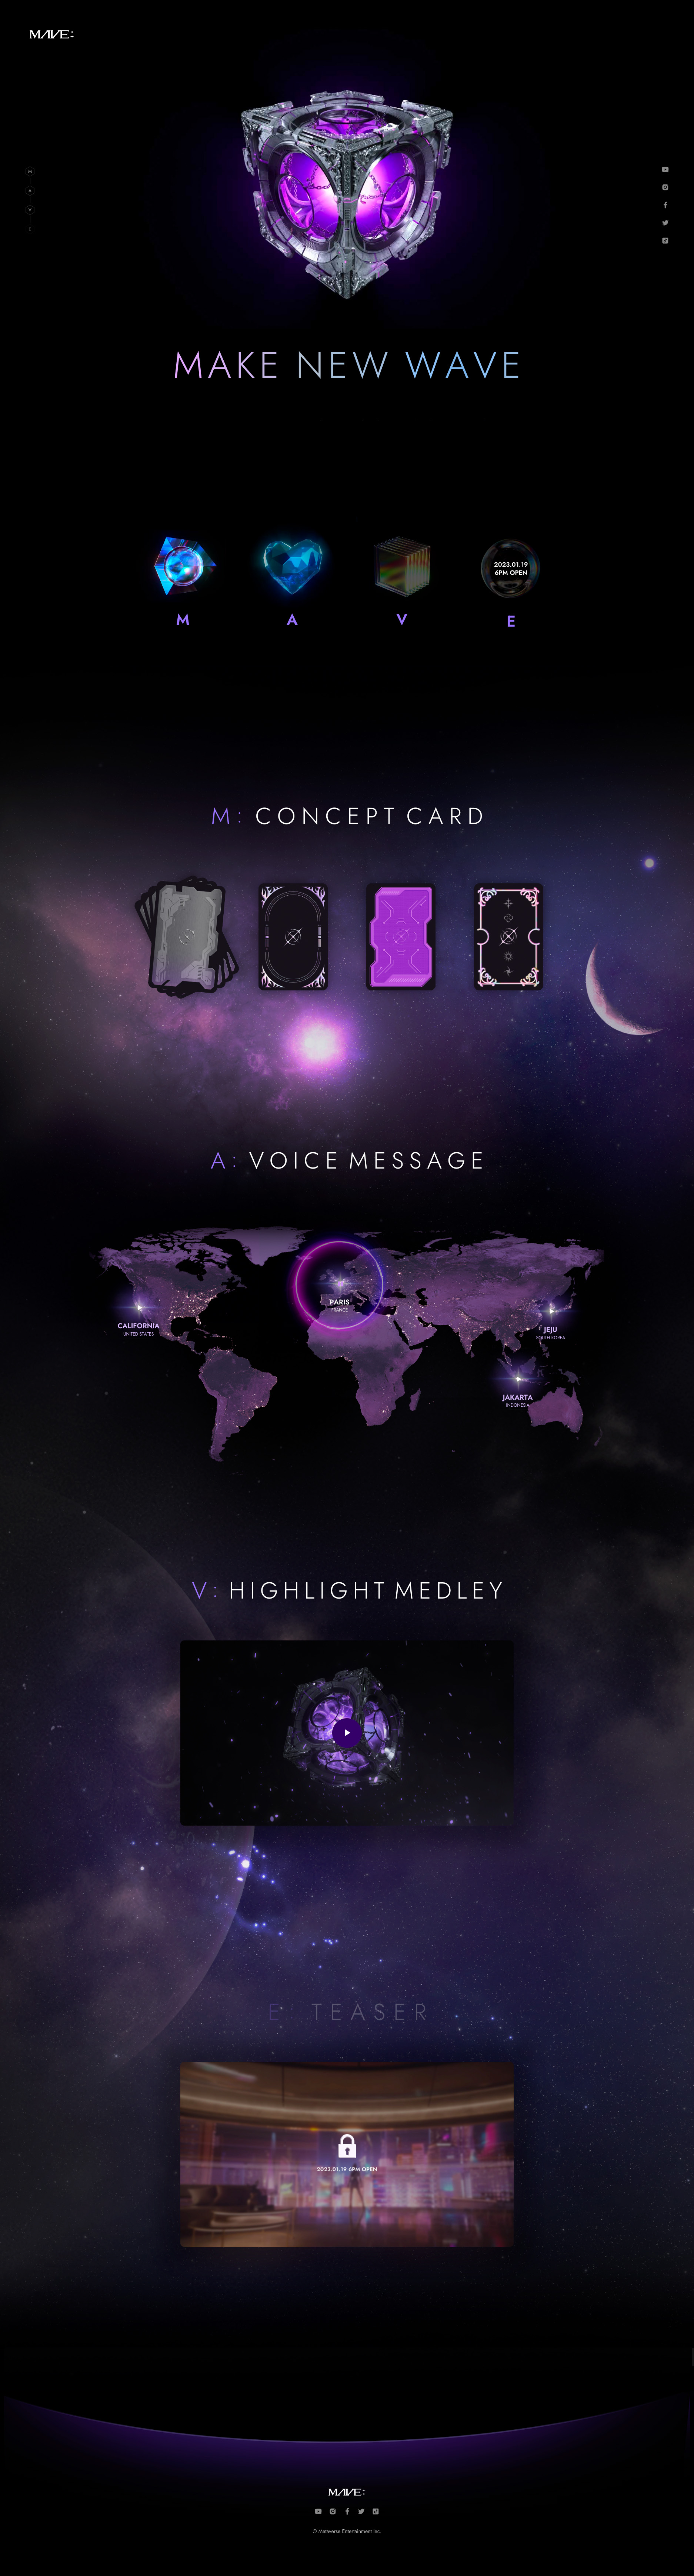 MAVE:
M
A
V
MAKE NEW WAVE
2023.01.19
6PM OPEN
M A V E
M: CONCEPT CARD
A: VOICE MESSAGE
PARIS
FRANCE
CALIFORNIA
UNITED STATES
JEJU
SOUTH KOREA
JAKARTA
INDONESIA
V: HIGHLIGHT MEDLEY
E TEASER
2023.01.19 6PM OPEN
MAVE:
© Metaverse Entertainment Inc.